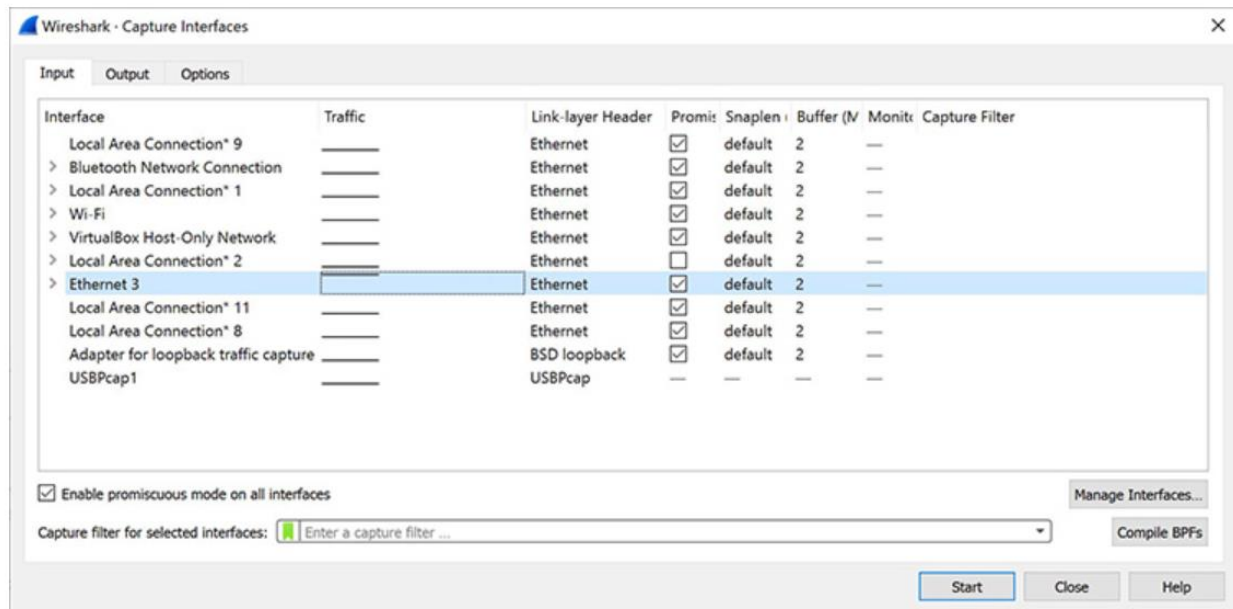 Wireshark · Capture Interfaces
Input Output Options
Interface Traffic Link-layer Header Promis Snaplen ( Buffer (M Monito Capture Filter
Local Area Connection* 9 Ethernet default 2 —
Bluetooth Network Connection Ethernet default 2 —
Local Area Connection* 1 Ethernet default 2 —
Wi-Fi Ethernet default 2 —
VirtualBox Host-Only Network Ethernet default 2 —
Local Area Connection* 2 Ethernet default 2 —
Ethernet 3 Ethernet default 2 —
Local Area Connection* 11 Ethernet default 2 —
Local Area Connection* 8 Ethernet default 2 —
Adapter for loopback traffic capture BSD loopback default 2 —
USBPcap1 USBPcap — — — —
Enable promiscuous mode on all interfaces Manage Interfaces...
Capture filter for selected interfaces: Enter a capture filter ... Compile BPFs
Start Close Help